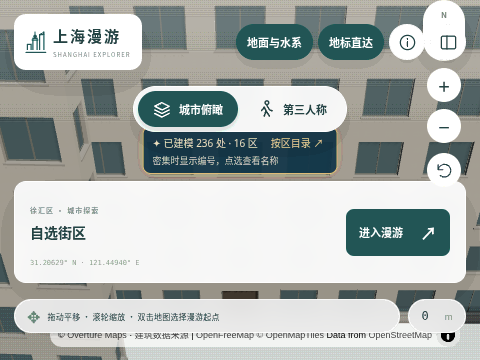 上海漫游
SHANGHAI EXPLORER
地面与水系
地标直达
N
城市俯瞰
第三人称
✦ 已建模 236 处 · 16 区 按区目录 ↗
密集时显示编号，点选查看名称
徐汇区 · 城市探索
自选街区
31.20629° N · 121.44940° E
进入漫游 ↗
拖动平移 · 滚轮缩放 · 双击地图选择漫游起点
0 m
© Overture Maps · 建筑数据来源 | OpenFreeMap © OpenMapTiles Data from OpenStreetMap